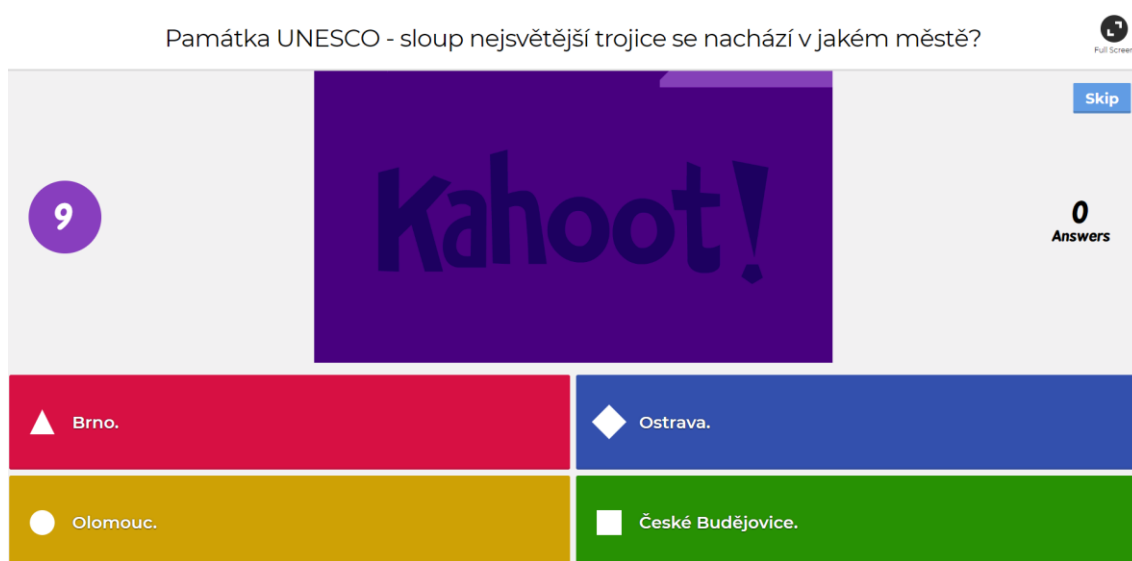 Památka UNESCO - sloup nejsvětější trojice se nachází v jakém městě?
Full Screen
Skip
9
Kahoot!
0
Answers
Brno.
Ostrava.
Olomouc.
České Budějovice.